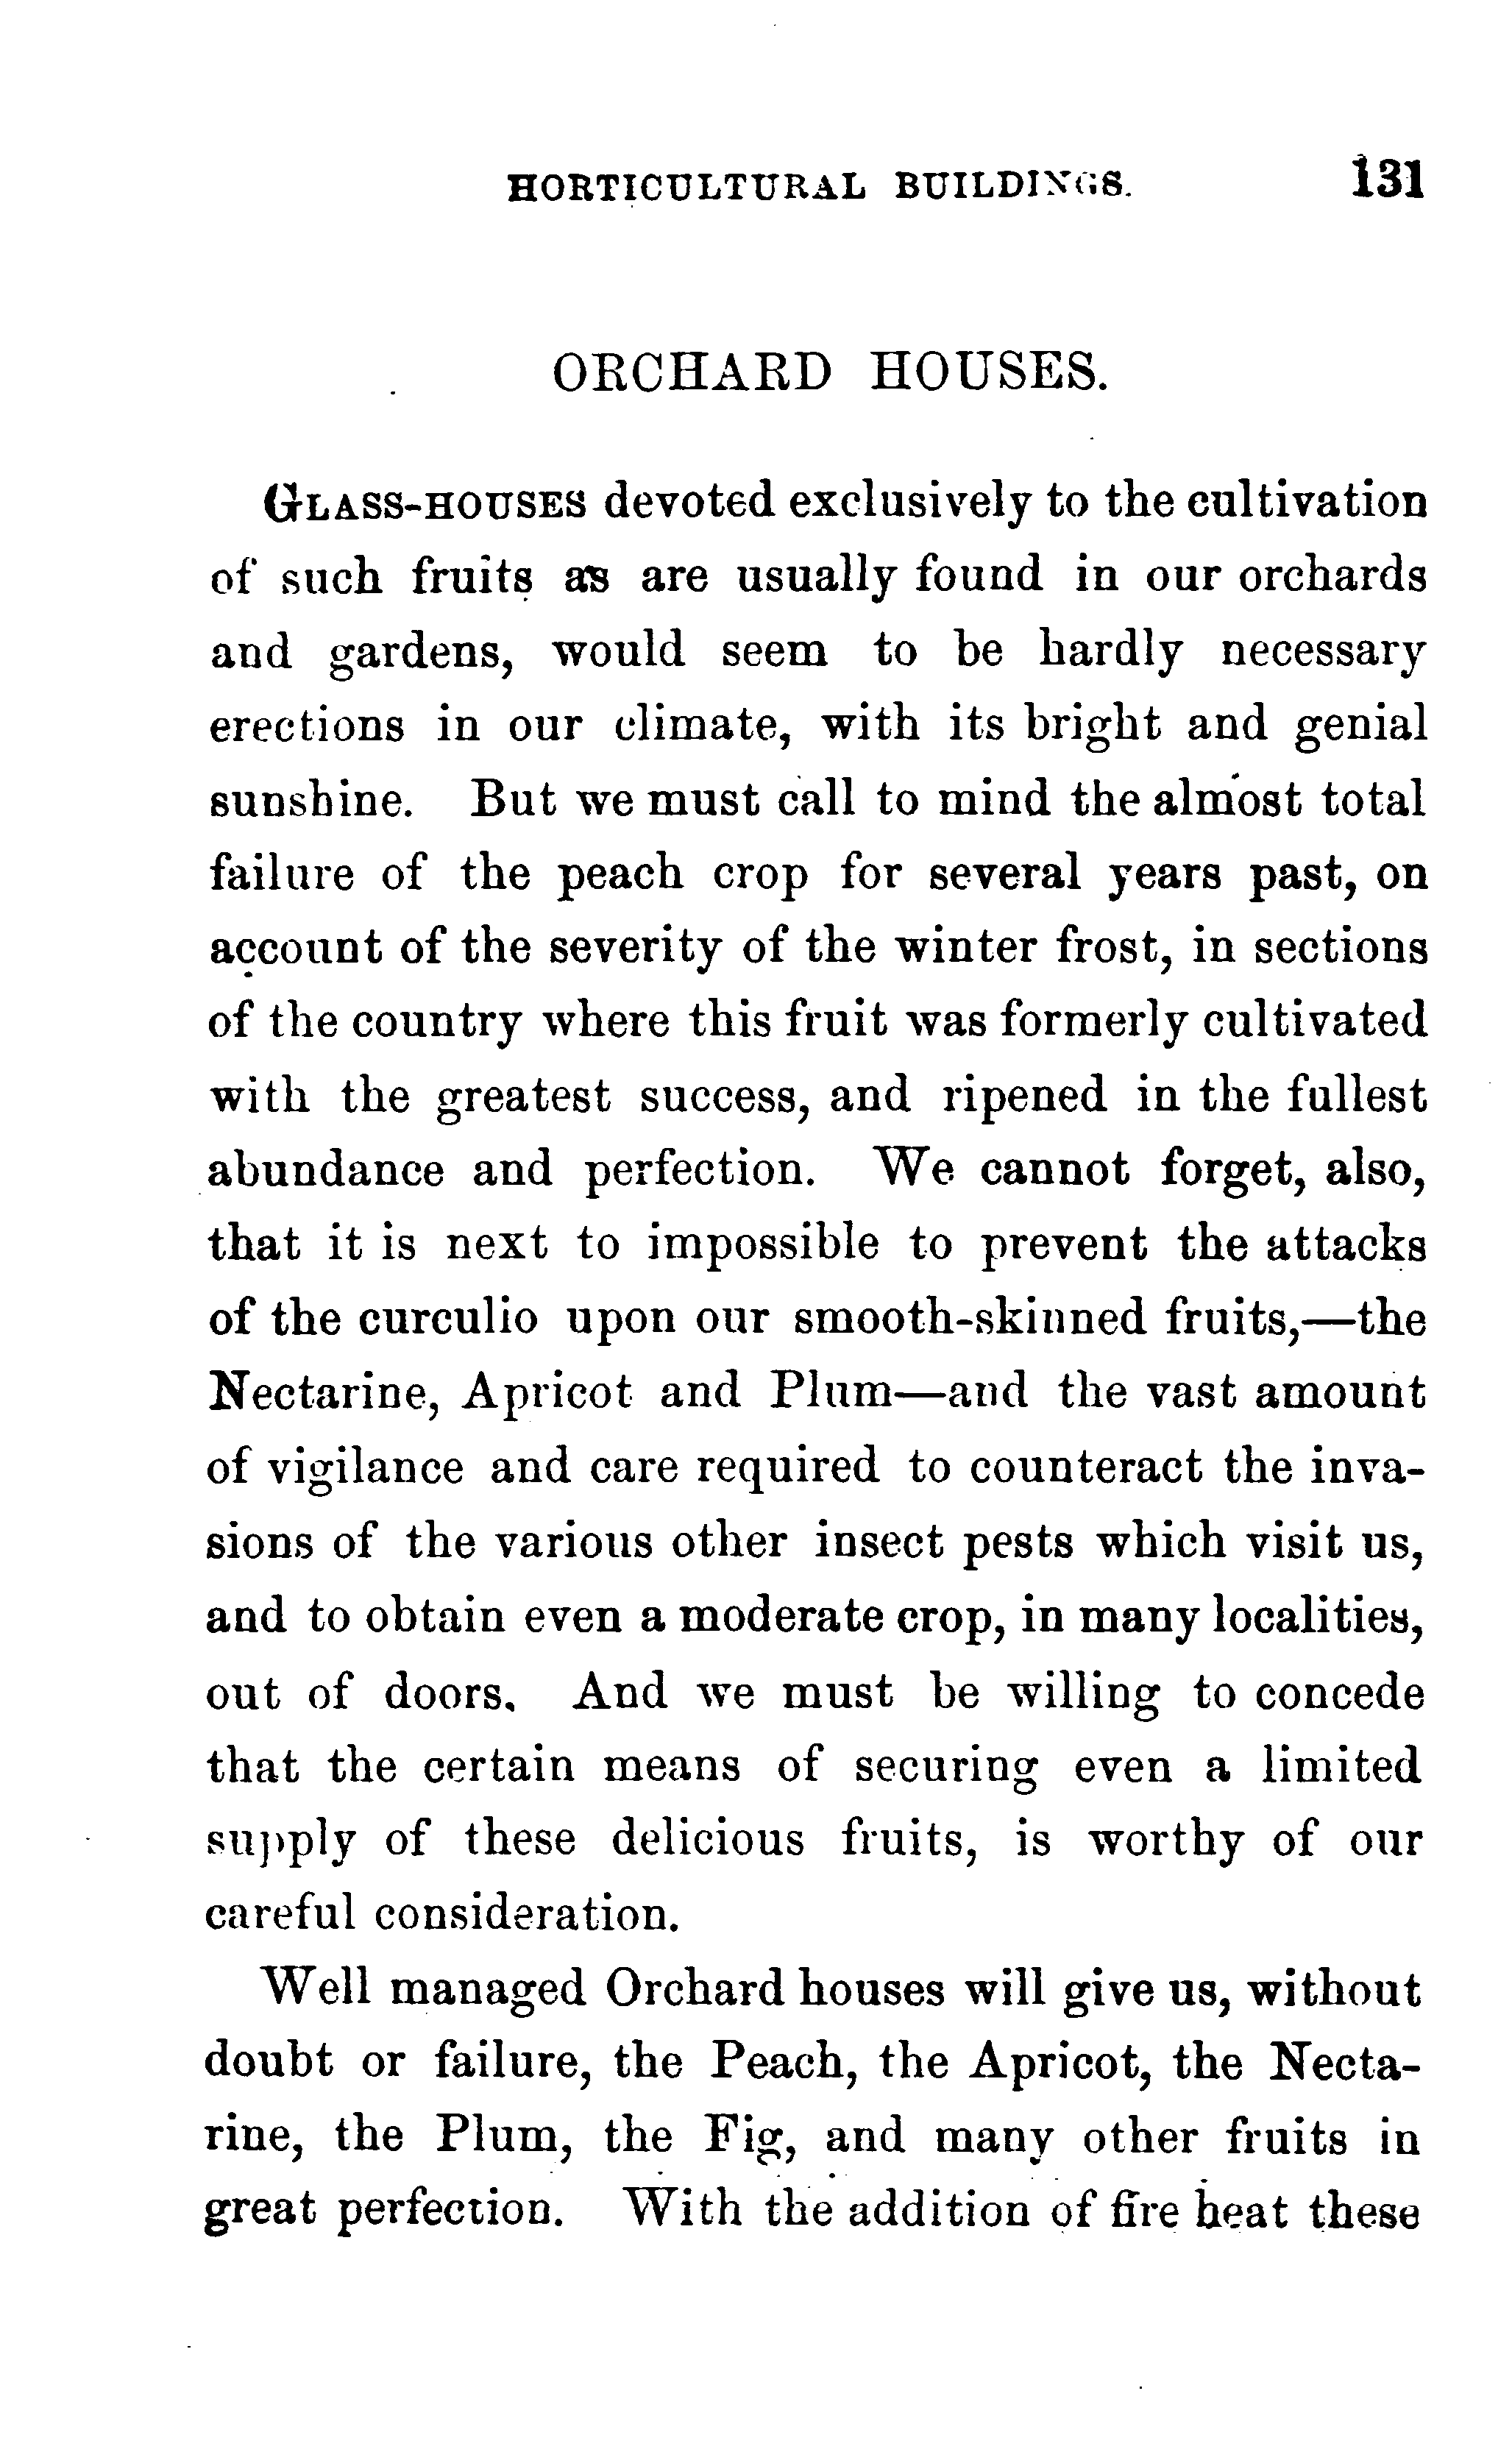 HORTICULTURAL BUILDINGS. 131
ORCHARD HOUSES.
GLASS-HOUSES devoted exclusively to the cultivation
of such fruits as are usually found in our orchards
and gardens, would seem to be hardly necessary
erections in our climate, with its bright and genial
sunshine. But we must call to mind the almost total
failure of the peach crop for several years past, on
account of the severity of the winter frost, in sections
of the country where this fruit was formerly cultivated
with the greatest success, and ripened in the fullest
abundance and perfection. We cannot forget, also,
that it is next to impossible to prevent the attacks
of the curculio upon our smooth-skinned fruits,—the
Nectarine, Apricot and Plum—and the vast amount
of vigilance and care required to counteract the inva-
sions of the various other insect pests which visit us,
and to obtain even a moderate crop, in many localities,
out of doors. And we must be willing to concede
that the certain means of securing even a limited
supply of these delicious fruits, is worthy of our
careful consideration.
Well managed Orchard houses will give us, without
doubt or failure, the Peach, the Apricot, the Necta-
rine, the Plum, the Fig, and many other fruits in
great perfection. With the addition of fire heat these